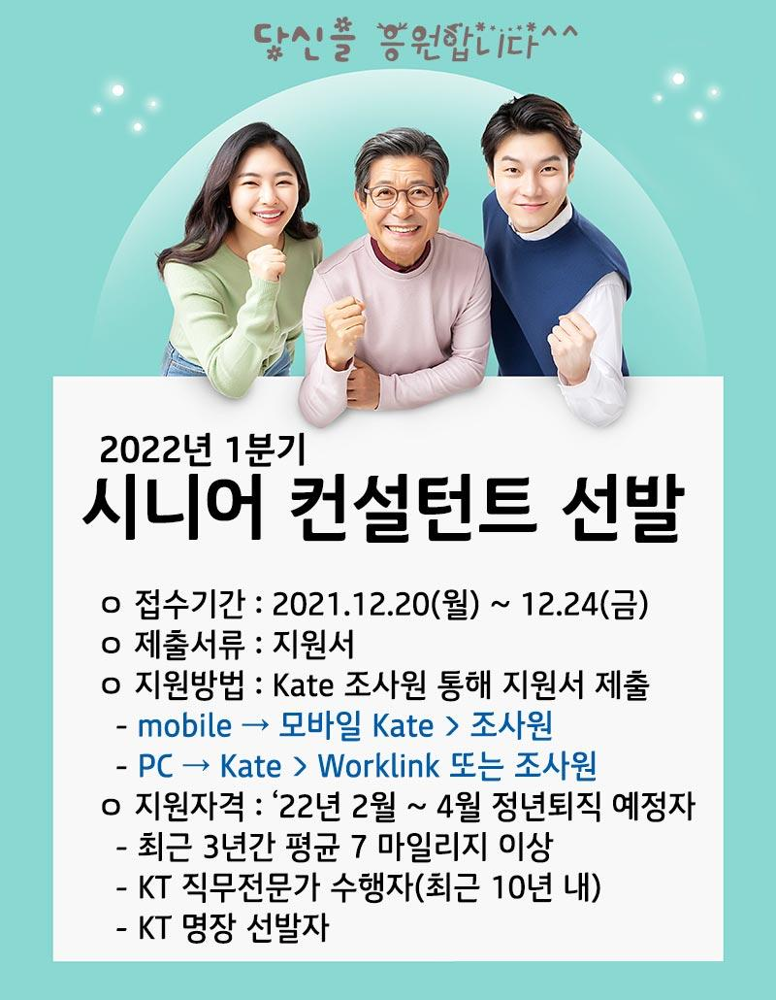 당신을 응원합니다^^
2022년 1분기
시니어 컨설턴트 선발
ㅇ 접수기간 : 2021.12.20(월) ~ 12.24(금)
ㅇ 제출서류 : 지원서
ㅇ 지원방법 : Kate 조사원 통해 지원서 제출
- mobile → 모바일 Kate > 조사원
- PC → Kate > Worklink 또는 조사원
ㅇ 지원자격 : ‘22년 2월 ~ 4월 정년퇴직 예정자
- 최근 3년간 평균 7 마일리지 이상
- KT 직무전문가 수행자(최근 10년 내)
- KT 명장 선발자